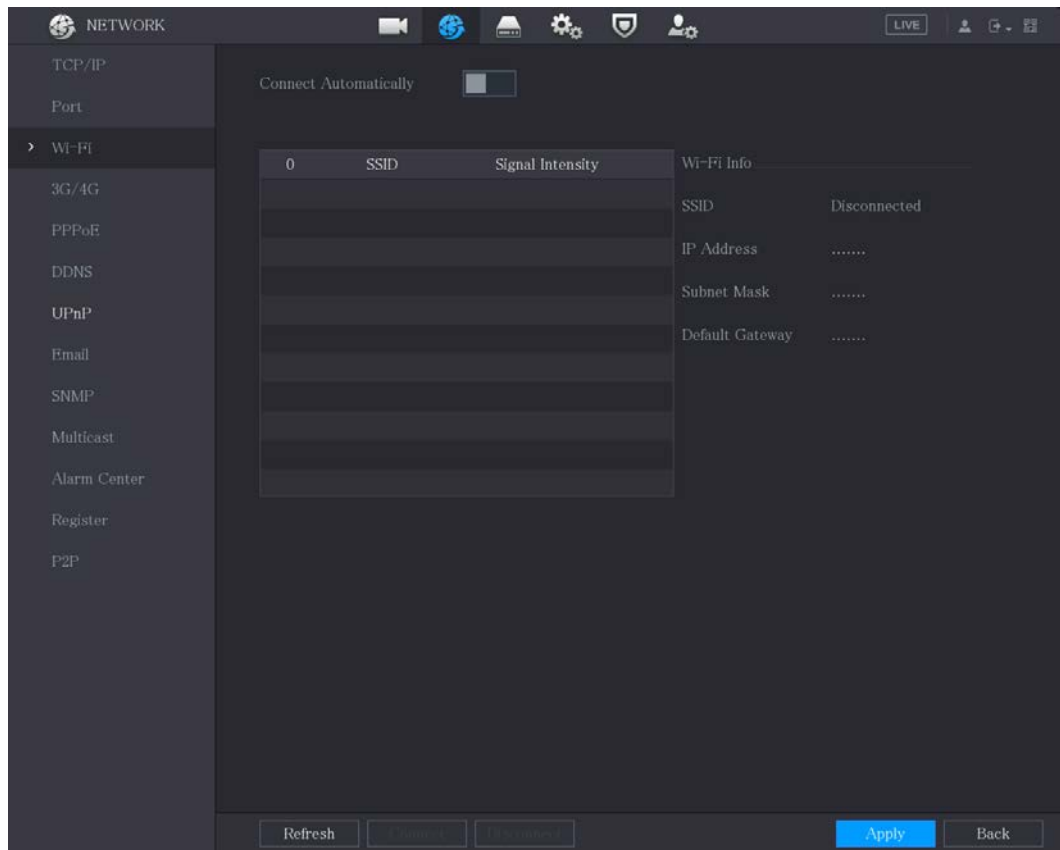 NETWORK
LIVE
TCP/IP
Port
Wi-Fi
3G/4G
PPPoE
DDNS
UPnP
Email
SNMP
Multicast
Alarm Center
Register
P2P
Connect Automatically
0 SSID Signal Intensity
Wi-Fi Info
SSID Disconnected
IP Address .......
Subnet Mask .......
Default Gateway .......
Refresh Connect Disconnect Apply Back